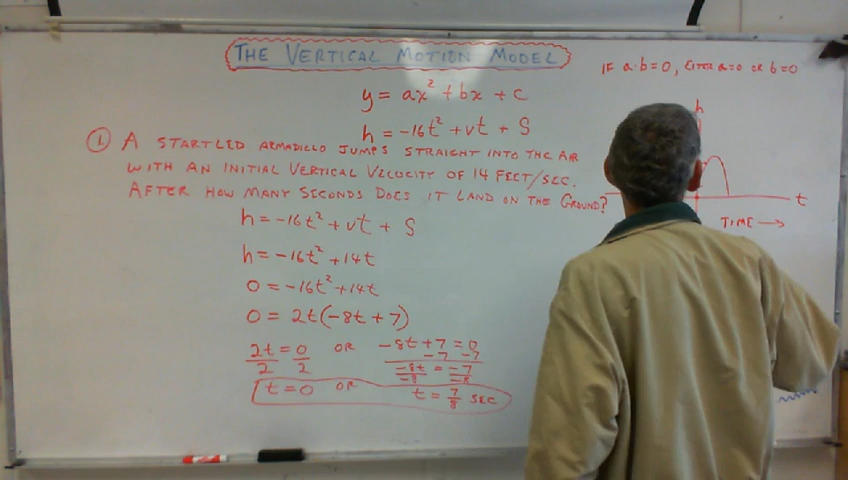 THE VERTICAL MOTION MODEL
IF a·b=0, EITHER a=0 OR b=0
y = ax² + bx + c
h = -16t² + vt + S
① A STARTLED ARMADILLO JUMPS STRAIGHT INTO THE AIR
WITH AN INITIAL VERTICAL VELOCITY OF 14 FEET/SEC.
AFTER HOW MANY SECONDS DOES IT LAND ON THE GROUND?
h
t
TIME →
h = -16t² + vt + S
h = -16t² + 14t
0 = -16t² + 14t
0 = 2t(-8t + 7)
2t/2 = 0/2 OR -8t + 7 = 0
-7 -7
-8t/-8 = -7/-8
t = 0 OR t = 7/8 SEC